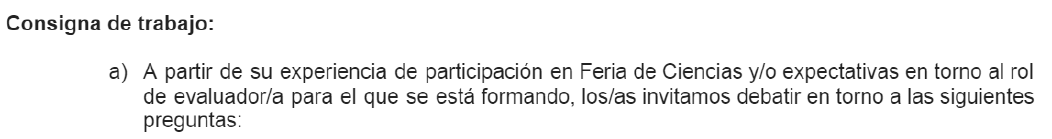 Consigna de trabajo:
a) A partir de su experiencia de participación en Feria de Ciencias y/o expectativas en torno al rol
de evaluador/a para el que se está formando, los/as invitamos debatir en torno a las siguientes
preguntas: